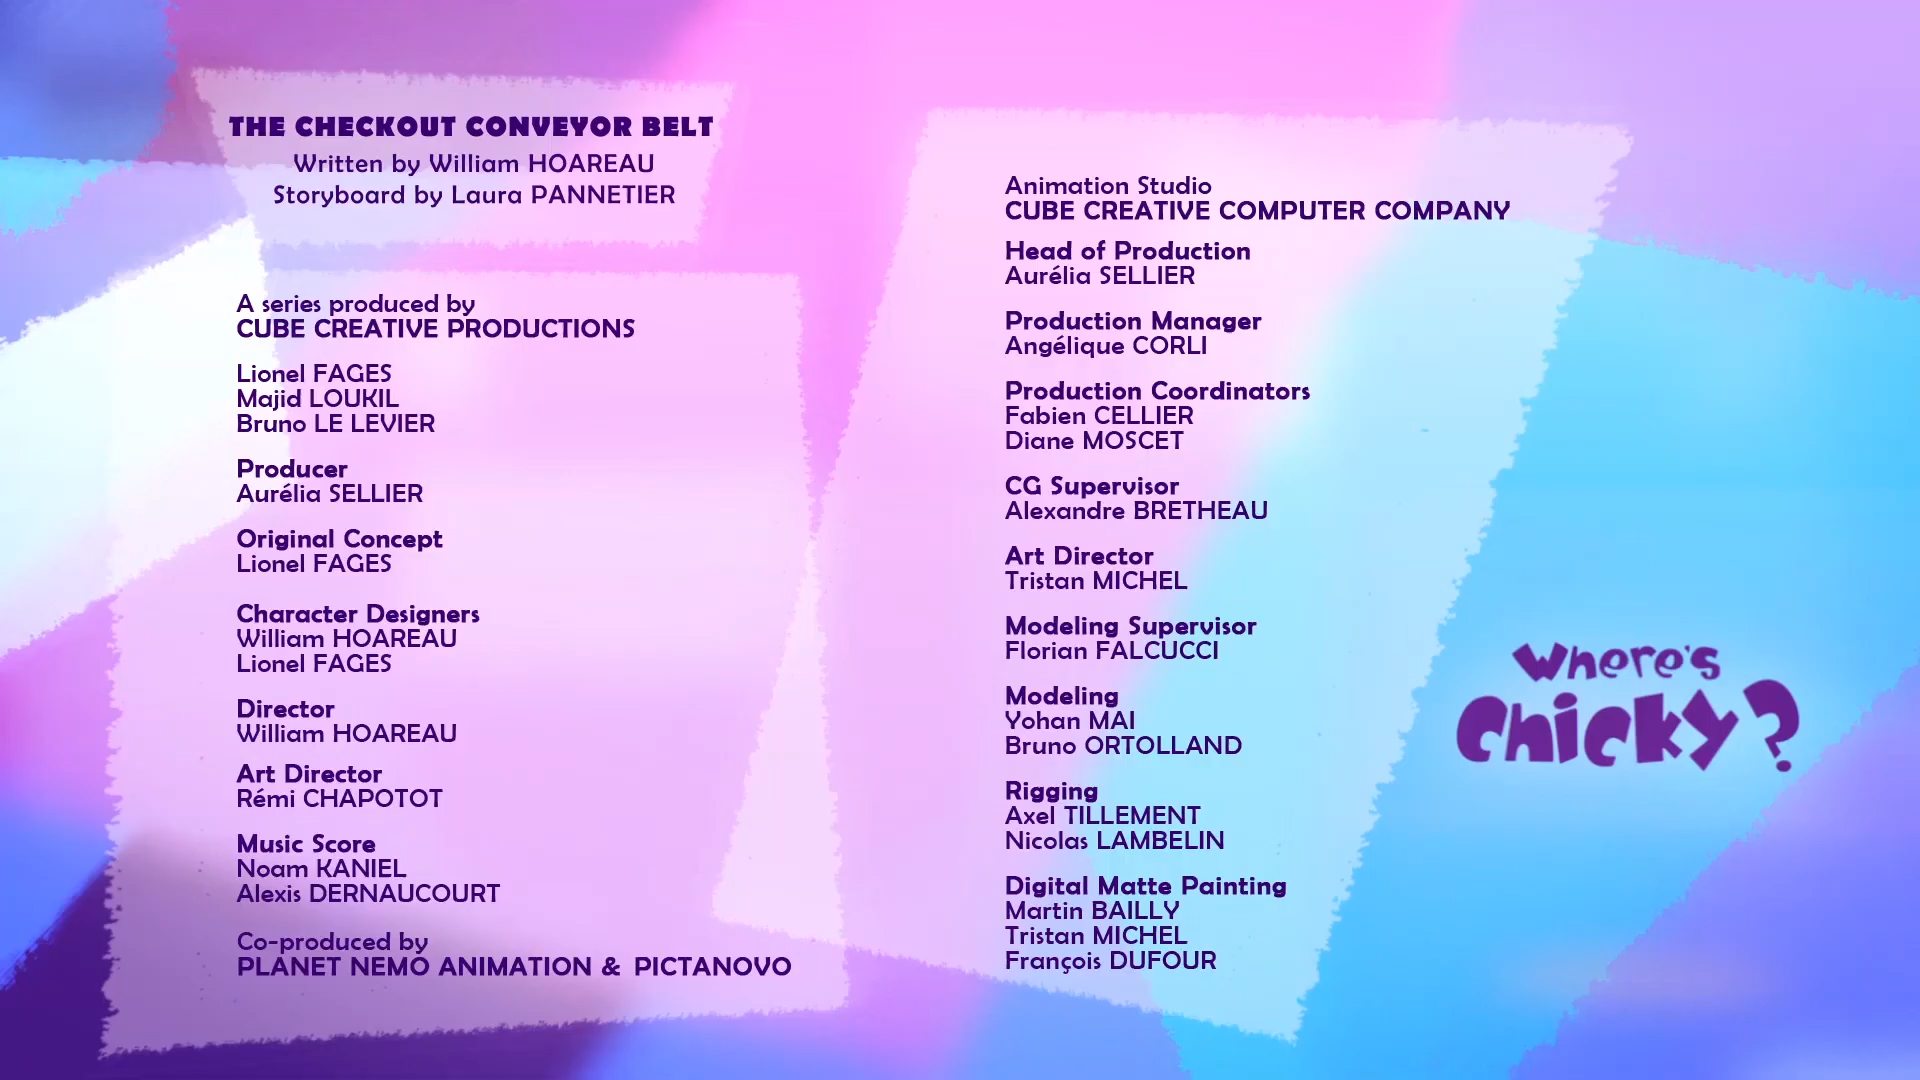 THE CHECKOUT CONVEYOR BELT
Written by William HOAREAU
Storyboard by Laura PANNETIER
A series produced by
CUBE CREATIVE PRODUCTIONS
Lionel FAGES
Majid LOUKIL
Bruno LE LEVIER
Producer
Aurélia SELLIER
Original Concept
Lionel FAGES
Character Designers
William HOAREAU
Lionel FAGES
Director
William HOAREAU
Art Director
Rémi CHAPOTOT
Music Score
Noam KANIEL
Alexis DERNAUCOURT
Co-produced by
PLANET NEMO ANIMATION & PICTANOVO
Animation Studio
CUBE CREATIVE COMPUTER COMPANY
Head of Production
Aurélia SELLIER
Production Manager
Angélique CORLI
Production Coordinators
Fabien CELLIER
Diane MOSCET
CG Supervisor
Alexandre BRETHEAU
Art Director
Tristan MICHEL
Modeling Supervisor
Florian FALCUCCI
Modeling
Yohan MAI
Bruno ORTOLLAND
Rigging
Axel TILLEMENT
Nicolas LAMBELIN
Digital Matte Painting
Martin BAILLY
Tristan MICHEL
François DUFOUR
Where's
Chicky?